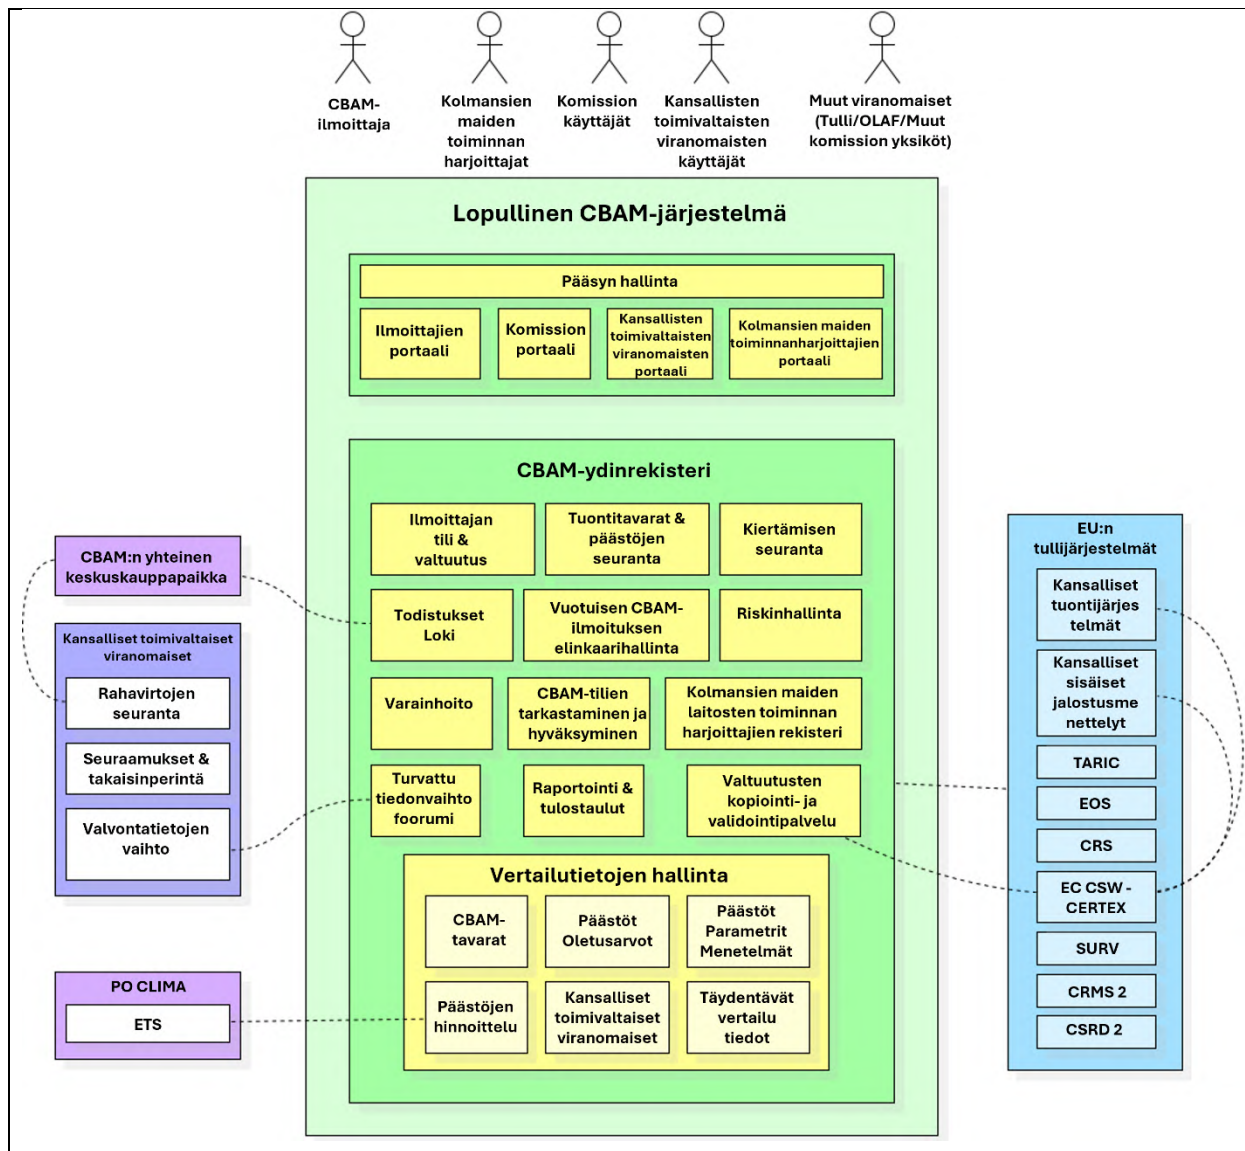 CBAM-
ilmoittaja
Kolmansien
maiden
toiminnan
harjoittajat
Komission
käyttäjät
Kansallisten
toimivaltaisten
viranomaisten
käyttäjät
Muut viranomaiset
(Tulli/OLAF/Muut
komission yksiköt)
Lopullinen CBAM-järjestelmä
Pääsyn hallinta
Ilmoittajien
portaali
Komission
portaali
Kansallisten
toimivaltaisten
viranomaisten
portaali
Kolmansien maiden
toiminnanharjoittajien
portaali
CBAM-ydinrekisteri
Ilmoittajan
tili &
valtuutus
Tuontitavarat &
päästöjen
seuranta
Kiertämisen
seuranta
Todistukset
Loki
Vuotuisen CBAM-
ilmoituksen
elinkaarihallinta
Riskinhallinta
Varainhoito
CBAM-tilien
tarkastaminen ja
hyväksyminen
Kolmansien maiden
laitosten toiminnan
harjoittajien rekisteri
Turvattu
tiedonvaihto
foorumi
Raportointi &
tulostaulut
Valtuutusten
kopiointi- ja
validointipalvelu
Vertailutietojen hallinta
CBAM-
tavarat
Päästöt
Oletusarvot
Päästöt
Parametrit
Menetelmät
Päästöjen
hinnoittelu
Kansalliset
toimivaltaiset
viranomaiset
Täydentävät
vertailu
tiedot
CBAM:n yhteinen
keskuskauppapaikka
Kansalliset toimivaltaiset
viranomaiset
Rahavirtojen
seuranta
Seuraamukset &
takaisinperintä
Valvontatietojen
vaihto
PO CLIMA
ETS
EU:n
tullijärjestelmät
Kansalliset
tuontijärjes
telmät
Kansalliset
sisäiset
jalostusme
nettelyt
TARIC
EOS
CRS
EC CSW -
CERTEX
SURV
CRMS 2
CSRD 2